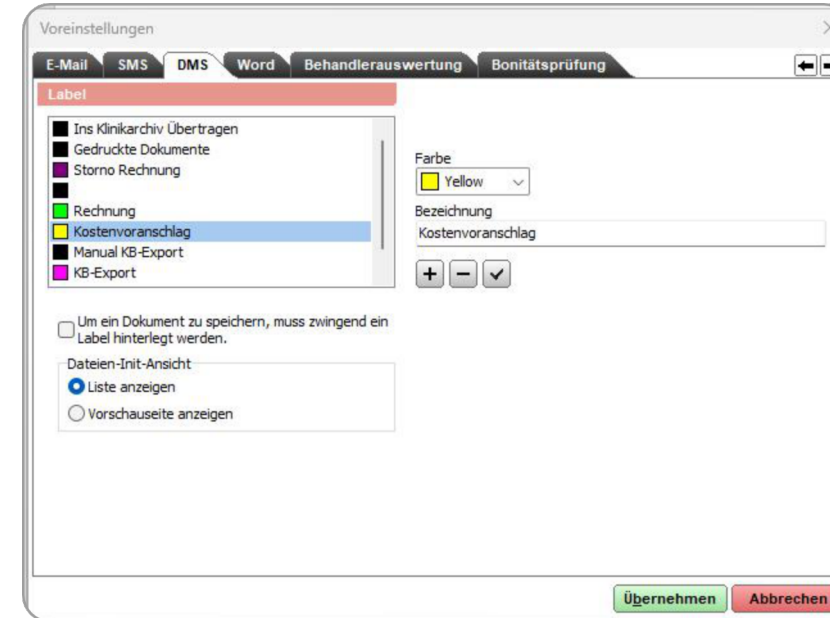 Voreinstellungen
E-Mail SMS DMS Word Behandlerauswertung Bonitätsprüfung
Label
Ins Klinikarchiv Übertragen
Gedruckte Dokumente
Storno Rechnung
Rechnung
Kostenvoranschlag
Manual KB-Export
KB-Export
Farbe
Yellow
Bezeichnung
Kostenvoranschlag
Um ein Dokument zu speichern, muss zwingend ein
Label hinterlegt werden.
Dateien-Init-Ansicht
Liste anzeigen
Vorschauseite anzeigen
Übernehmen Abbrechen